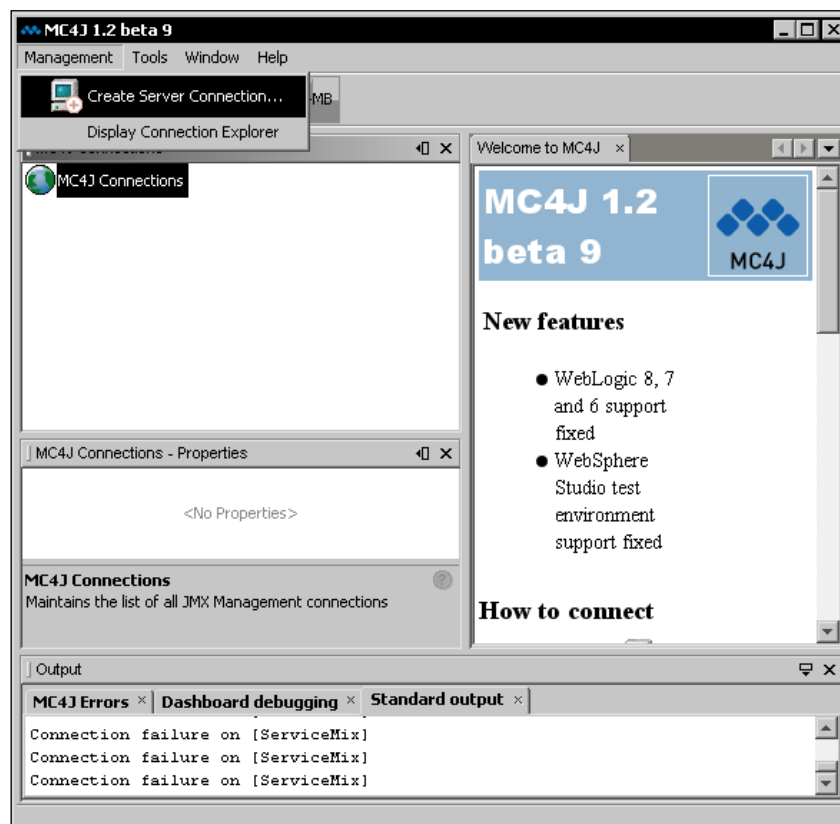 MC4J 1.2 beta 9
Management Tools Window Help
Create Server Connection...
-MB
Display Connection Explorer
Welcome to MC4J
MC4J Connections
MC4J 1.2
beta 9
MC4J
New features
WebLogic 8, 7
and 6 support
fixed
WebSphere
Studio test
environment
support fixed
How to connect
MC4J Connections - Properties
<No Properties>
MC4J Connections
Maintains the list of all JMX Management connections
Output
MC4J Errors Dashboard debugging Standard output
Connection failure on [ServiceMix]
Connection failure on [ServiceMix]
Connection failure on [ServiceMix]